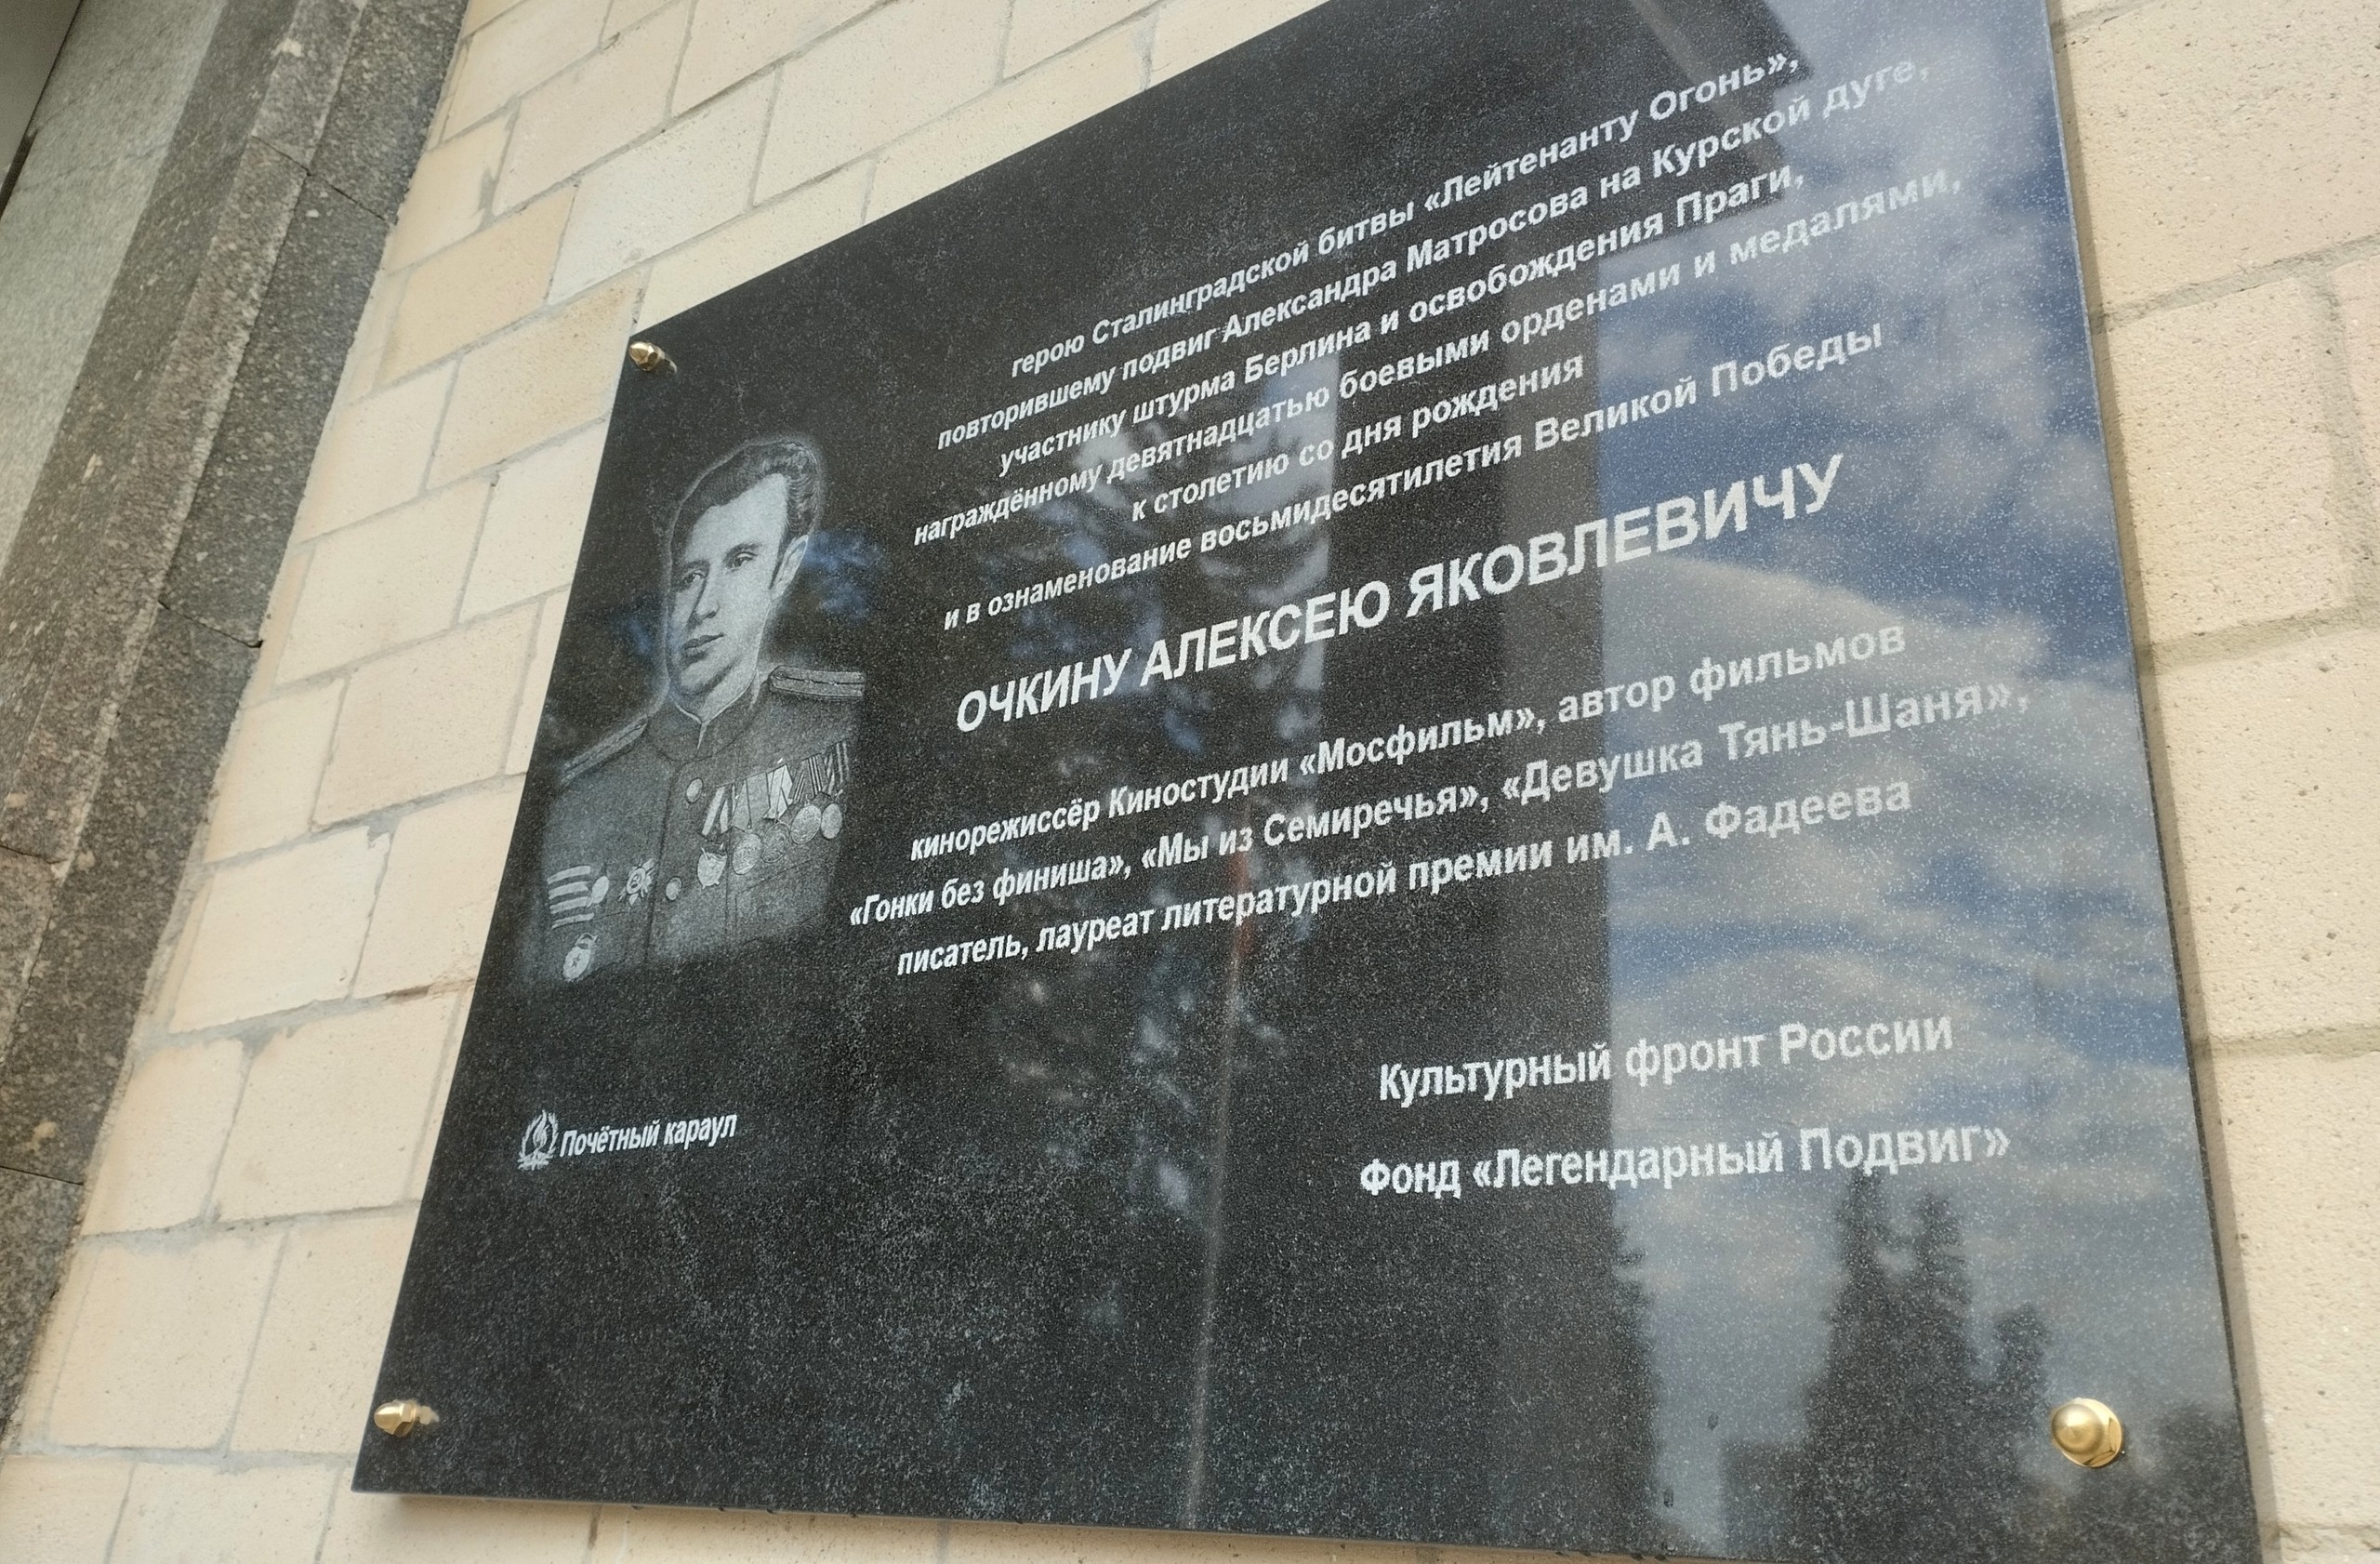 герою Сталинградской битвы «Лейтенанту Огонь»,
повторившему подвиг Александра Матросова на Курской дуге,
участнику штурма Берлина и освобождения Праги,
награждённому девятнадцатью боевыми орденами и медалями,
к столетию со дня рождения
и в ознаменование восьмидесятилетия Великой Победы
ОЧКИНУ АЛЕКСЕЮ ЯКОВЛЕВИЧУ
кинорежиссёр Киностудии «Мосфильм», автор фильмов
«Гонки без финиша», «Мы из Семиречья», «Девушка Тянь-Шаня»,
писатель, лауреат литературной премии им. А. Фадеева
Культурный фронт России
Фонд «Легендарный Подвиг»
Почётный караул